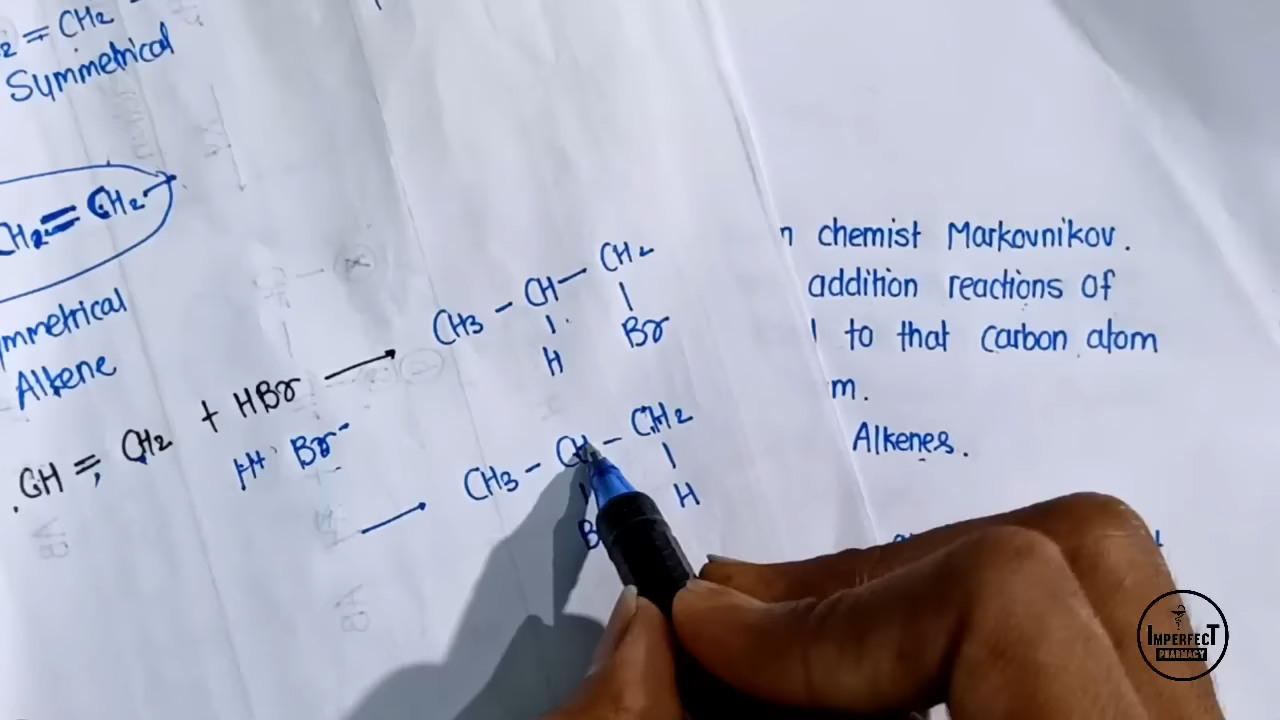 = CH2
Symmetrical
CH2 = CH2 -
Alkene
CH = CH2 + HBr
H+ Br-
CH3 - CH - CH2
H Br
CH3 - CH - CH2
H
chemist Markovnikov.
addition reactions of
to that carbon atom
m.
Alkenes.
IMPERFECT
PHARMACY